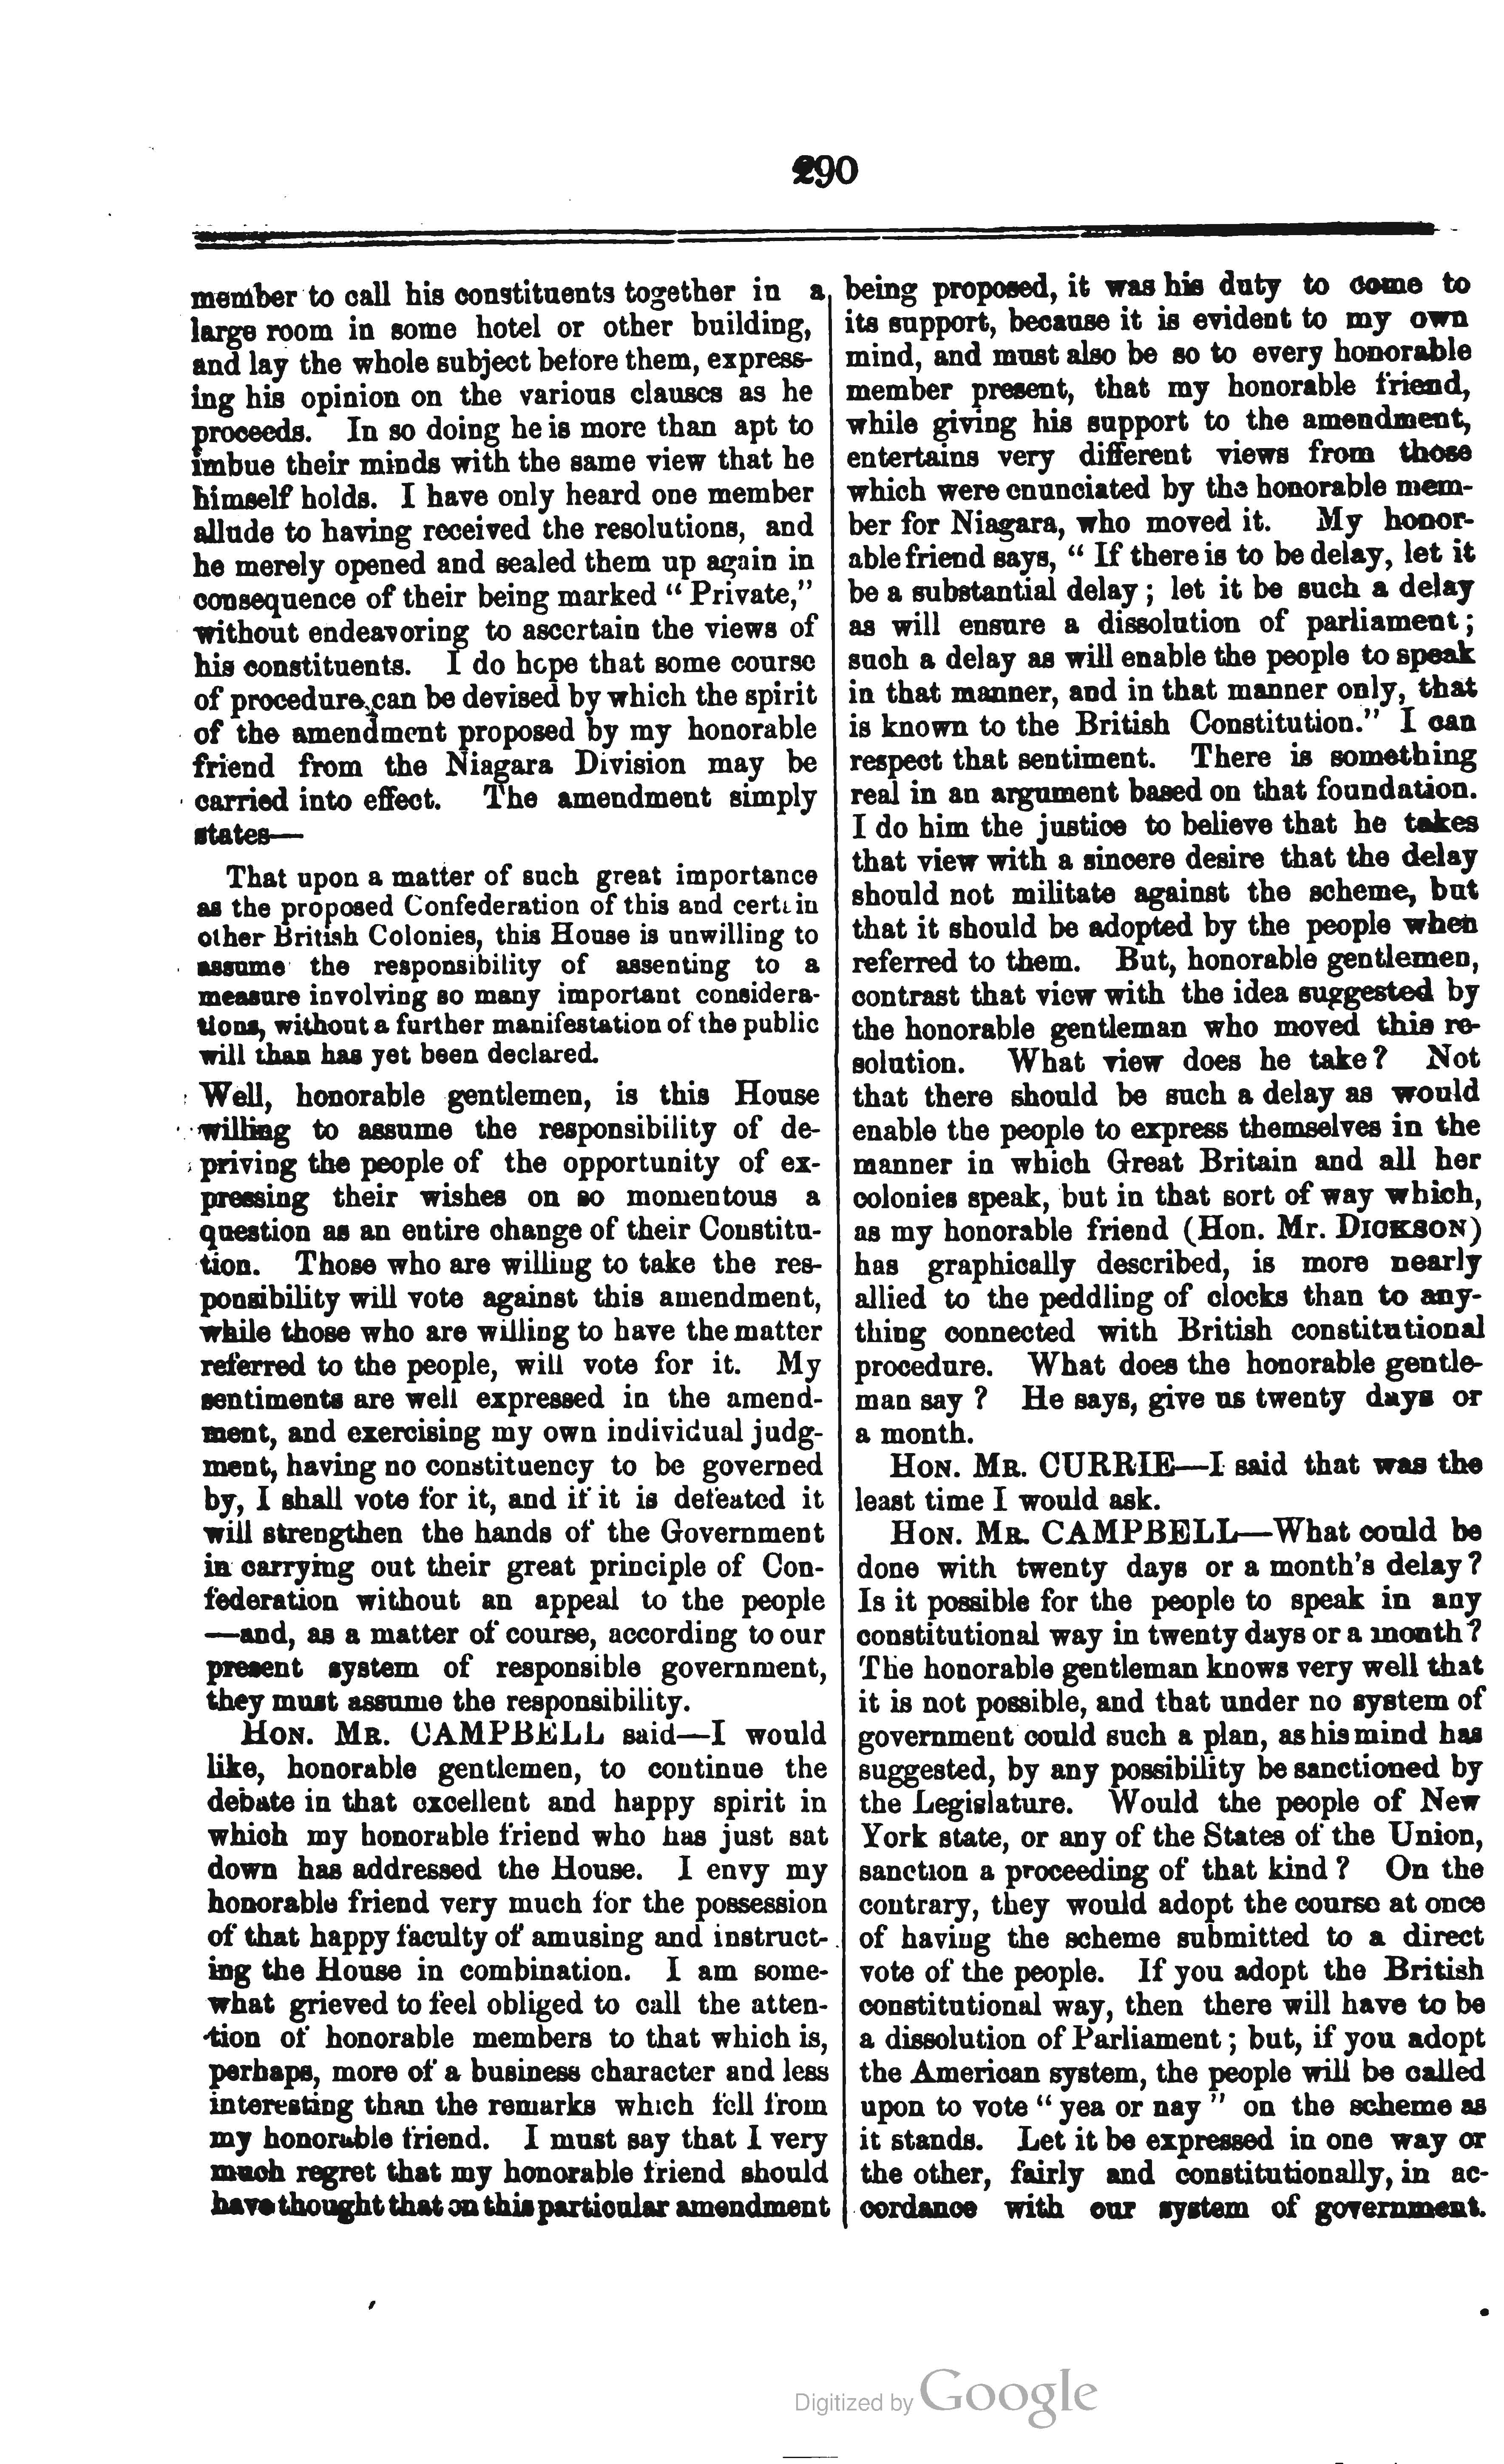 290
member to call his constituents together in a
large room in some hotel or other building,
and lay the whole subject before them, express-
ing his opinion on the various clauses as he
proceeds. In so doing he is more than apt to
imbue their minds with the same view that he
himself holds. I have only heard one member
allude to having received the resolutions, and
he merely opened and sealed them up again in
consequence of their being marked “ Private,”
without endeavoring to ascertain the views of
his constituents. I do hope that some course
of procedure can be devised by which the spirit
of the amendment proposed by my honorable
friend from the Niagara Division may be
carried into effect. The amendment simply
states—
That upon a matter of such great importance
as the proposed Confederation of this and certain
other British Colonies, this House is unwilling to
assume the responsibility of assenting to a
measure involving so many important considera-
tions, without a further manifestation of the public
will than has yet been declared.
Well, honorable gentlemen, is this House
willing to assume the responsibility of de-
priving the people of the opportunity of ex-
pressing their wishes on so momentous a
question as an entire change of their Constitu-
tion. Those who are willing to take the res-
ponsibility will vote against this amendment,
while those who are willing to have the matter
referred to the people, will vote for it. My
sentiments are well expressed in the amend-
ment, and exercising my own individual judg-
ment, having no constituency to be governed
by, I shall vote for it, and if it is defeated it
will strengthen the hands of the Government
in carrying out their great principle of Con-
federation without an appeal to the people
—and, as a matter of course, according to our
present system of responsible government,
they must assume the responsibility.
HON. MR. CAMPBELL said—I would
like, honorable gentlemen, to continue the
debate in that excellent and happy spirit in
which my honorable friend who has just sat
down has addressed the House. I envy my
honorable friend very much for the possession
of that happy faculty of amusing and instruct-
ing the House in combination. I am some-
what grieved to feel obliged to call the atten-
tion of honorable members to that which is,
perhaps, more of a business character and less
interesting than the remarks which fell from
my honorable friend. I must say that I very
much regret that my honorable friend should
have thought that on this particular amendment
being proposed, it was his duty to come to
its support, because it is evident to my own
mind, and must also be so to every honorable
member present, that my honorable friend,
while giving his support to the amendment,
entertains very different views from those
which were enunciated by the honorable mem-
ber for Niagara, who moved it. My honor-
able friend says, “ If there is to be delay, let it
be a substantial delay ; let it be such a delay
as will ensure a dissolution of parliament ;
such a delay as will enable the people to speak
in that manner, and in that manner only, that
is known to the British Constitution.” I can
respect that sentiment. There is something
real in an argument based on that foundation.
I do him the justice to believe that he takes
that view with a sincere desire that the delay
should not militate against the scheme, but
that it should be adopted by the people when
referred to them. But, honorable gentlemen,
contrast that view with the idea suggested by
the honorable gentleman who moved this re-
solution. What view does he take ? Not
that there should be such a delay as would
enable the people to express themselves in the
manner in which Great Britain and all her
colonies speak, but in that sort of way which,
as my honorable friend (Hon. Mr. DICKSON)
has graphically described, is more nearly
allied to the peddling of clocks than to any-
thing connected with British constitutional
procedure. What does the honorable gentle-
man say ? He says, give us twenty days or
a month.
HON. MR. CURRIE—I said that was the
least time I would ask.
HON. MR. CAMPBELL—What could be
done with twenty days or a month's delay ?
Is it possible for the people to speak in any
constitutional way in twenty days or a month ?
The honorable gentleman knows very well that
it is not possible, and that under no system of
government could such a plan, as his mind has
suggested, by any possibility be sanctioned by
the Legislature. Would the people of New
York state, or any of the States of the Union,
sanction a proceeding of that kind ? On the
contrary, they would adopt the course at once
of having the scheme submitted to a direct
vote of the people. If you adopt the British
constitutional way, then there will have to be
a dissolution of Parliament ; but, if you adopt
the American system, the people will be called
upon to vote “ yea or nay ” on the scheme as
it stands. Let it be expressed in one way or
the other, fairly and constitutionally, in ac-
cordance with our system of government.
Digitized by Google